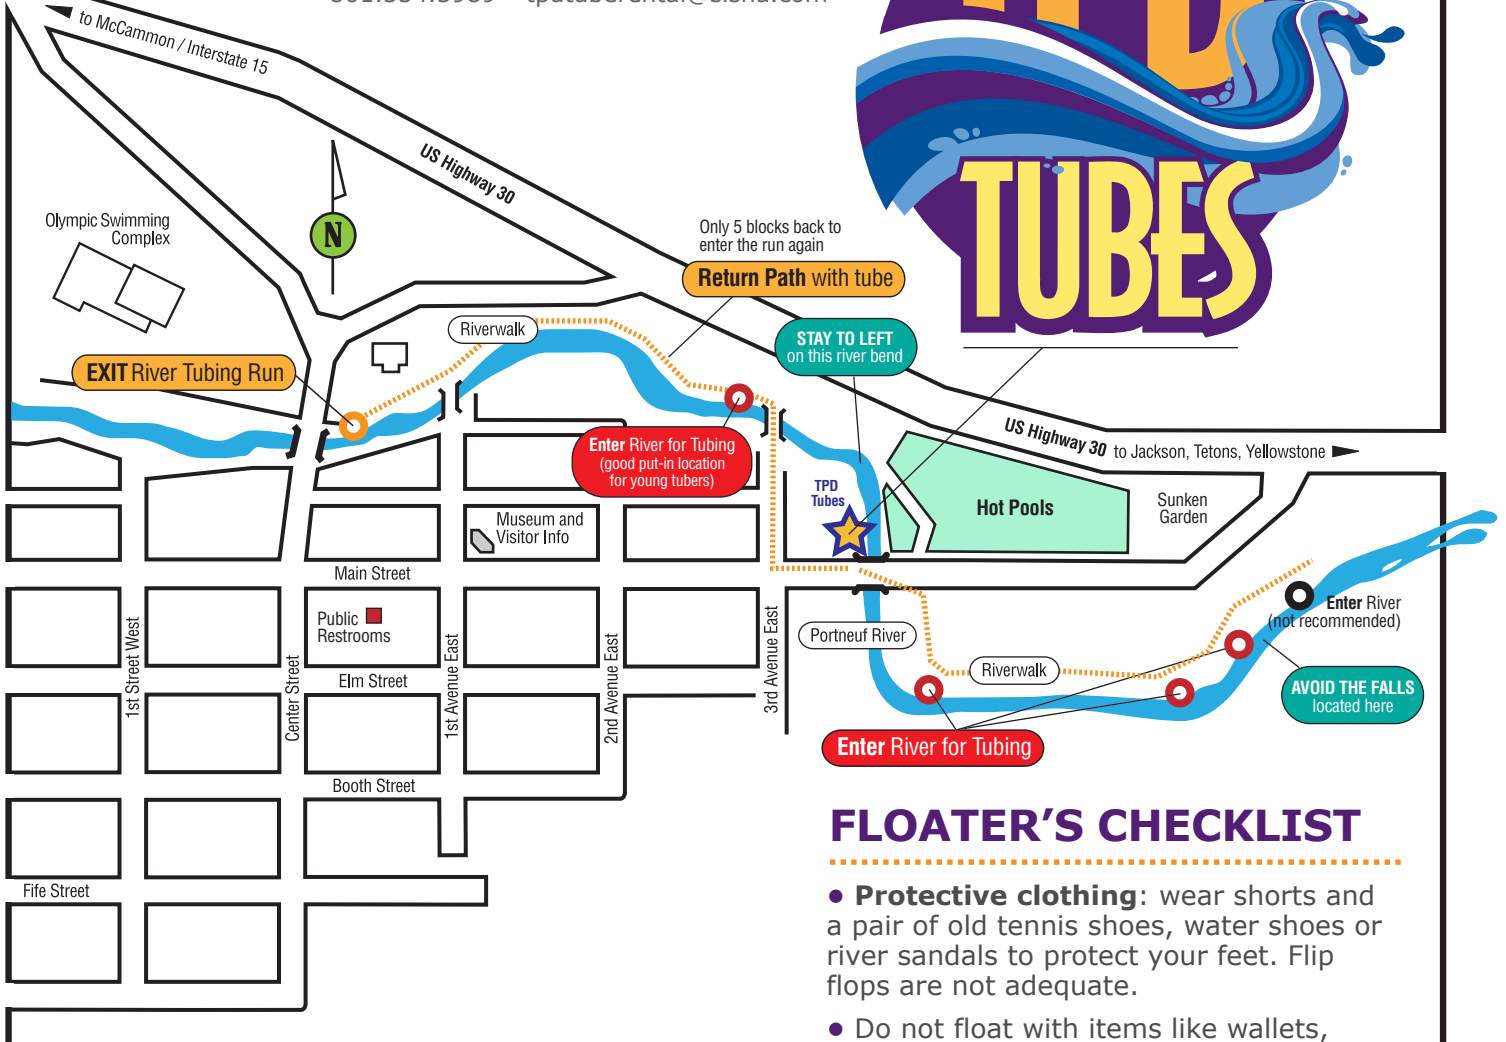 to McCammon / Interstate 15
US Highway 30
TUBES
N
Olympic Swimming
Complex
Only 5 blocks back to
enter the run again
Return Path with tube
Riverwalk
STAY TO LEFT
on this river bend
EXIT River Tubing Run
Enter River for Tubing
(good put-in location
for young tubers)
US Highway 30 to Jackson, Tetons, Yellowstone
TPD
Tubes
Hot Pools
Sunken
Garden
Museum and
Visitor Info
Main Street
Public
Restrooms
Elm Street
Booth Street
Fife Street
1st Street West
Center Street
1st Avenue East
2nd Avenue East
3rd Avenue East
Portneuf River
Riverwalk
Enter River
(not recommended)
AVOID THE FALLS
located here
Enter River for Tubing
FLOATER’S CHECKLIST
• Protective clothing: wear shorts and
a pair of old tennis shoes, water shoes or
river sandals to protect your feet. Flip
flops are not adequate.
• Do not float with items like wallets,